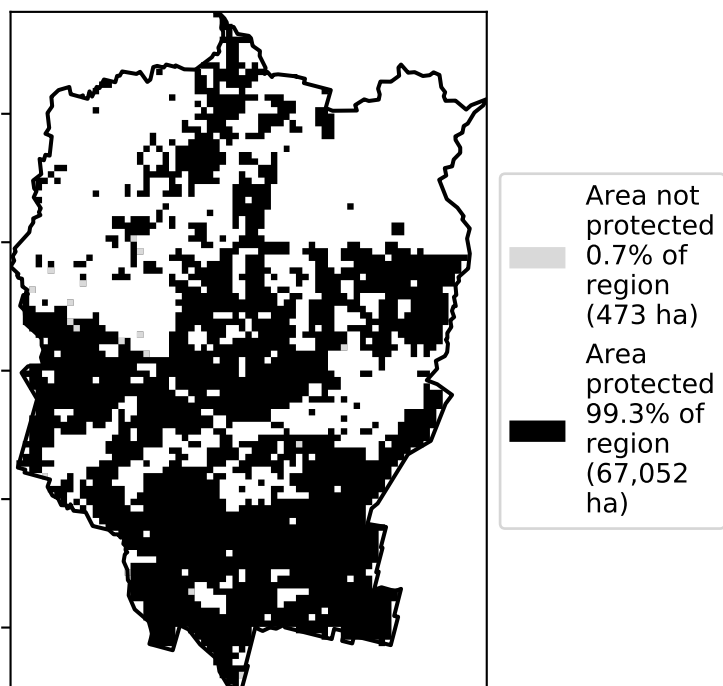 Area not
protected
0.7% of
region
(473 ha)
Area
protected
99.3% of
region
(67,052
ha)